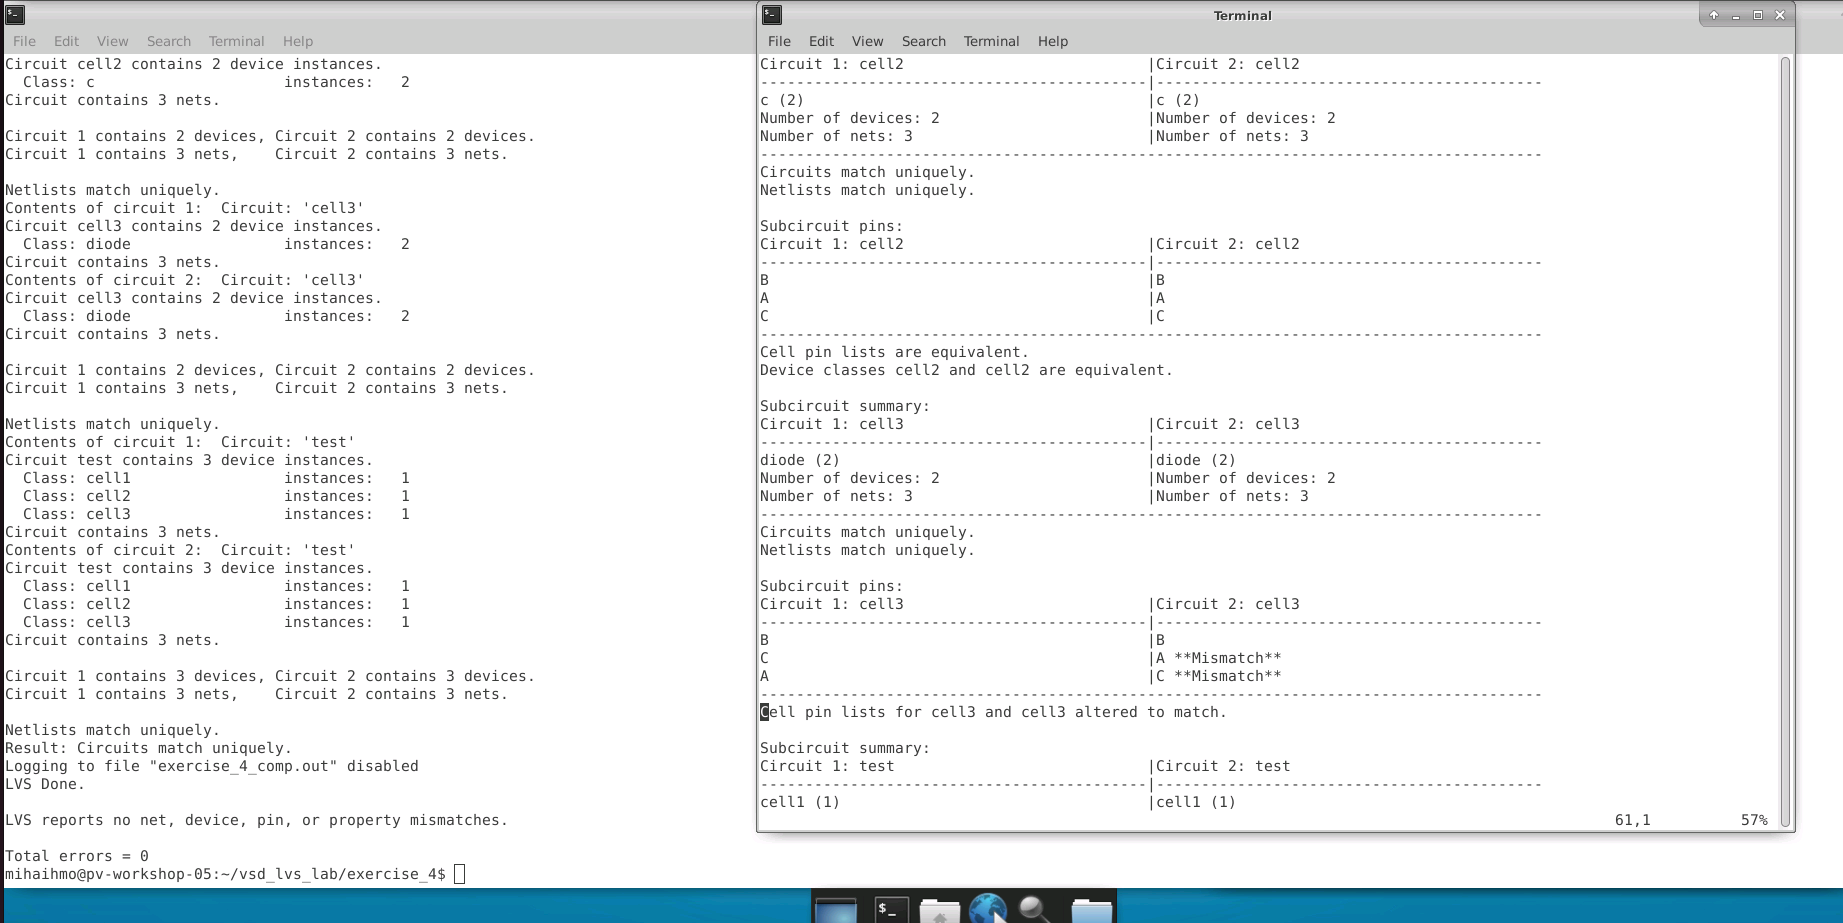 File Edit View Search Terminal Help
Circuit cell2 contains 2 device instances.
  Class: c                     instances:   2
Circuit contains 3 nets.

Circuit 1 contains 2 devices, Circuit 2 contains 2 devices.
Circuit 1 contains 3 nets,    Circuit 2 contains 3 nets.

Netlists match uniquely.
Contents of circuit 1:  Circuit: 'cell3'
Circuit cell3 contains 2 device instances.
  Class: diode                 instances:   2
Circuit contains 3 nets.
Contents of circuit 2:  Circuit: 'cell3'
Circuit cell3 contains 2 device instances.
  Class: diode                 instances:   2
Circuit contains 3 nets.

Circuit 1 contains 2 devices, Circuit 2 contains 2 devices.
Circuit 1 contains 3 nets,    Circuit 2 contains 3 nets.

Netlists match uniquely.
Contents of circuit 1:  Circuit: 'test'
Circuit test contains 3 device instances.
  Class: cell1                 instances:   1
  Class: cell2                 instances:   1
  Class: cell3                 instances:   1
Circuit contains 3 nets.
Contents of circuit 2:  Circuit: 'test'
Circuit test contains 3 device instances.
  Class: cell1                 instances:   1
  Class: cell2                 instances:   1
  Class: cell3                 instances:   1
Circuit contains 3 nets.

Circuit 1 contains 3 devices, Circuit 2 contains 3 devices.
Circuit 1 contains 3 nets,    Circuit 2 contains 3 nets.

Netlists match uniquely.
Result: Circuits match uniquely.
Logging to file "exercise_4_comp.out" disabled
LVS Done.

LVS reports no net, device, pin, or property mismatches.

Total errors = 0
mihaihmo@pv-workshop-05:~/vsd_lvs_lab/exercise_4$
Terminal
File Edit View Search Terminal Help
Circuit 1: cell2                           |Circuit 2: cell2
-------------------------------------------|-------------------------------------------
c (2)                                      |c (2)
Number of devices: 2                       |Number of devices: 2
Number of nets: 3                          |Number of nets: 3
---------------------------------------------------------------------------------------
Circuits match uniquely.
Netlists match uniquely.

Subcircuit pins:
Circuit 1: cell2                           |Circuit 2: cell2
-------------------------------------------|-------------------------------------------
B                                          |B
A                                          |A
C                                          |C
---------------------------------------------------------------------------------------
Cell pin lists are equivalent.
Device classes cell2 and cell2 are equivalent.

Subcircuit summary:
Circuit 1: cell3                           |Circuit 2: cell3
-------------------------------------------|-------------------------------------------
diode (2)                                  |diode (2)
Number of devices: 2                       |Number of devices: 2
Number of nets: 3                          |Number of nets: 3
---------------------------------------------------------------------------------------
Circuits match uniquely.
Netlists match uniquely.

Subcircuit pins:
Circuit 1: cell3                           |Circuit 2: cell3
-------------------------------------------|-------------------------------------------
B                                          |B
C                                          |A **Mismatch**
A                                          |C **Mismatch**
---------------------------------------------------------------------------------------
Cell pin lists for cell3 and cell3 altered to match.

Subcircuit summary:
Circuit 1: test                            |Circuit 2: test
-------------------------------------------|-------------------------------------------
cell1 (1)                                  |cell1 (1)
61,1          57%
$_